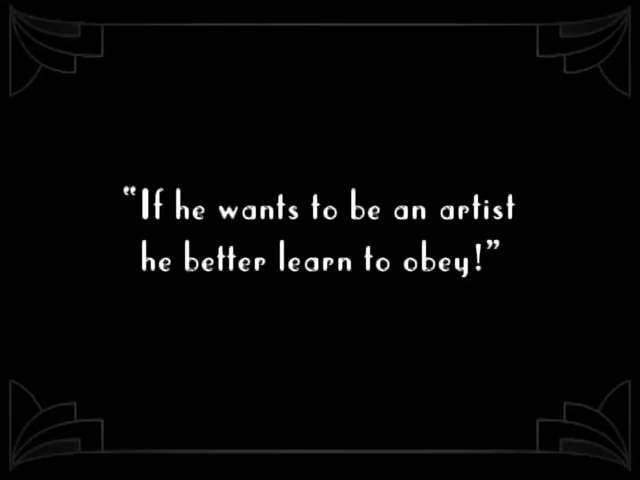 “If he wants to be an artist
he better learn to obey!”